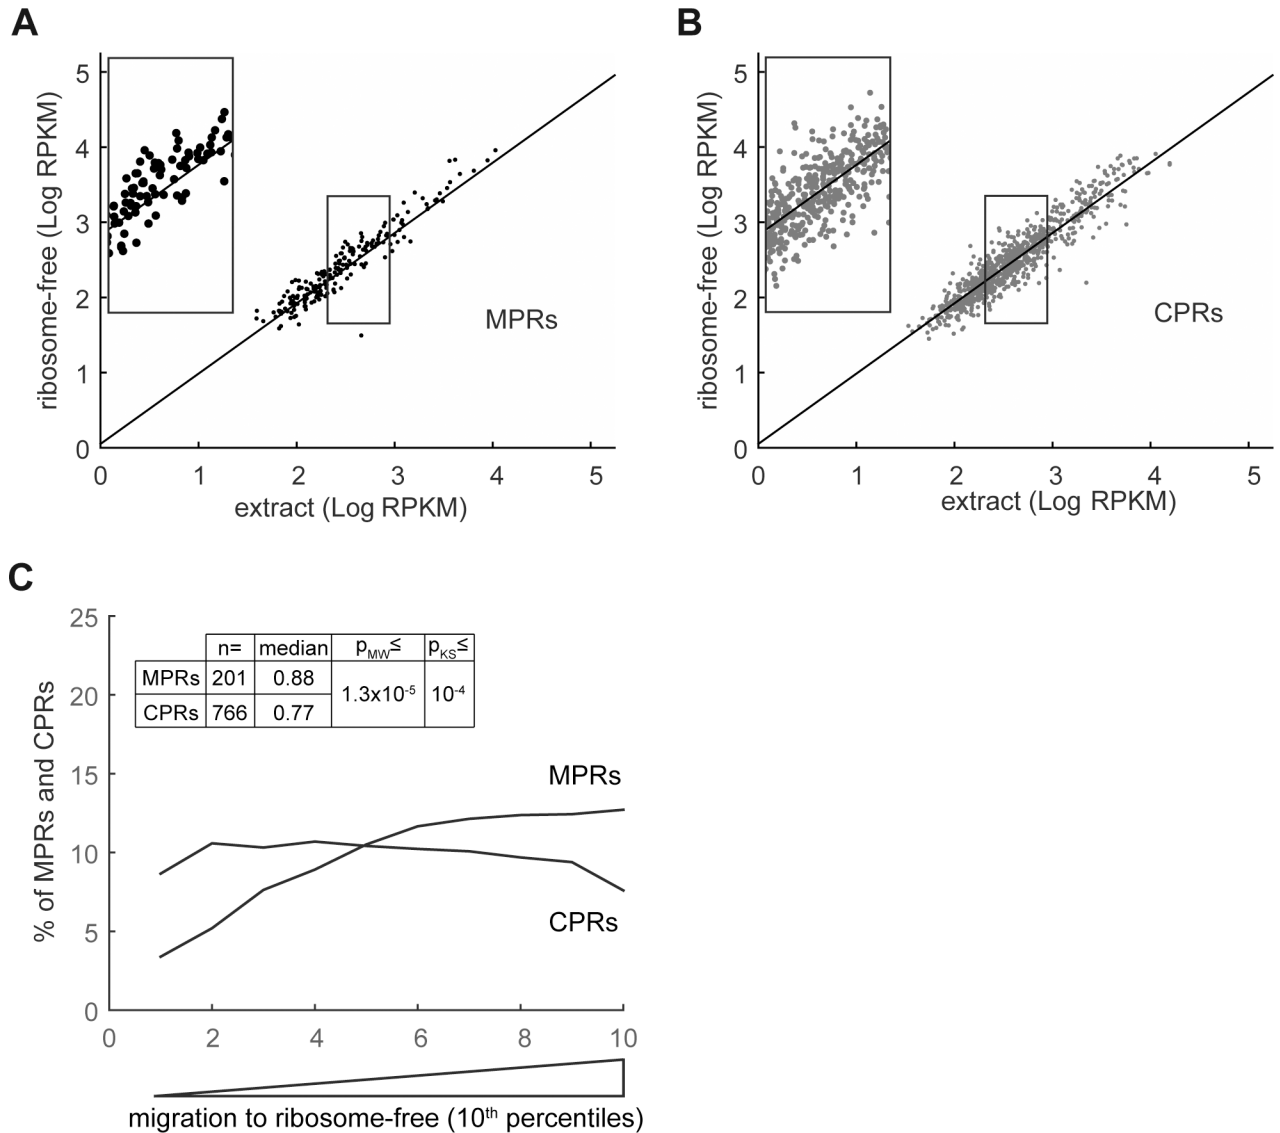 A
ribosome-free (Log RPKM)
5
4
3
2
1
0
MPRs
0 1 2 3 4 5
extract (Log RPKM)
B
ribosome-free (Log RPKM)
5
4
3
2
1
0
CPRs
0 1 2 3 4 5
extract (Log RPKM)
C
% of MPRs and CPRs
25
20
15
10
5
0
n= median pMW≤ pKS≤
MPRs 201 0.88 1.3x10-5 10-4
CPRs 766 0.77
MPRs
CPRs
0 2 4 6 8 10
migration to ribosome-free (10th percentiles)